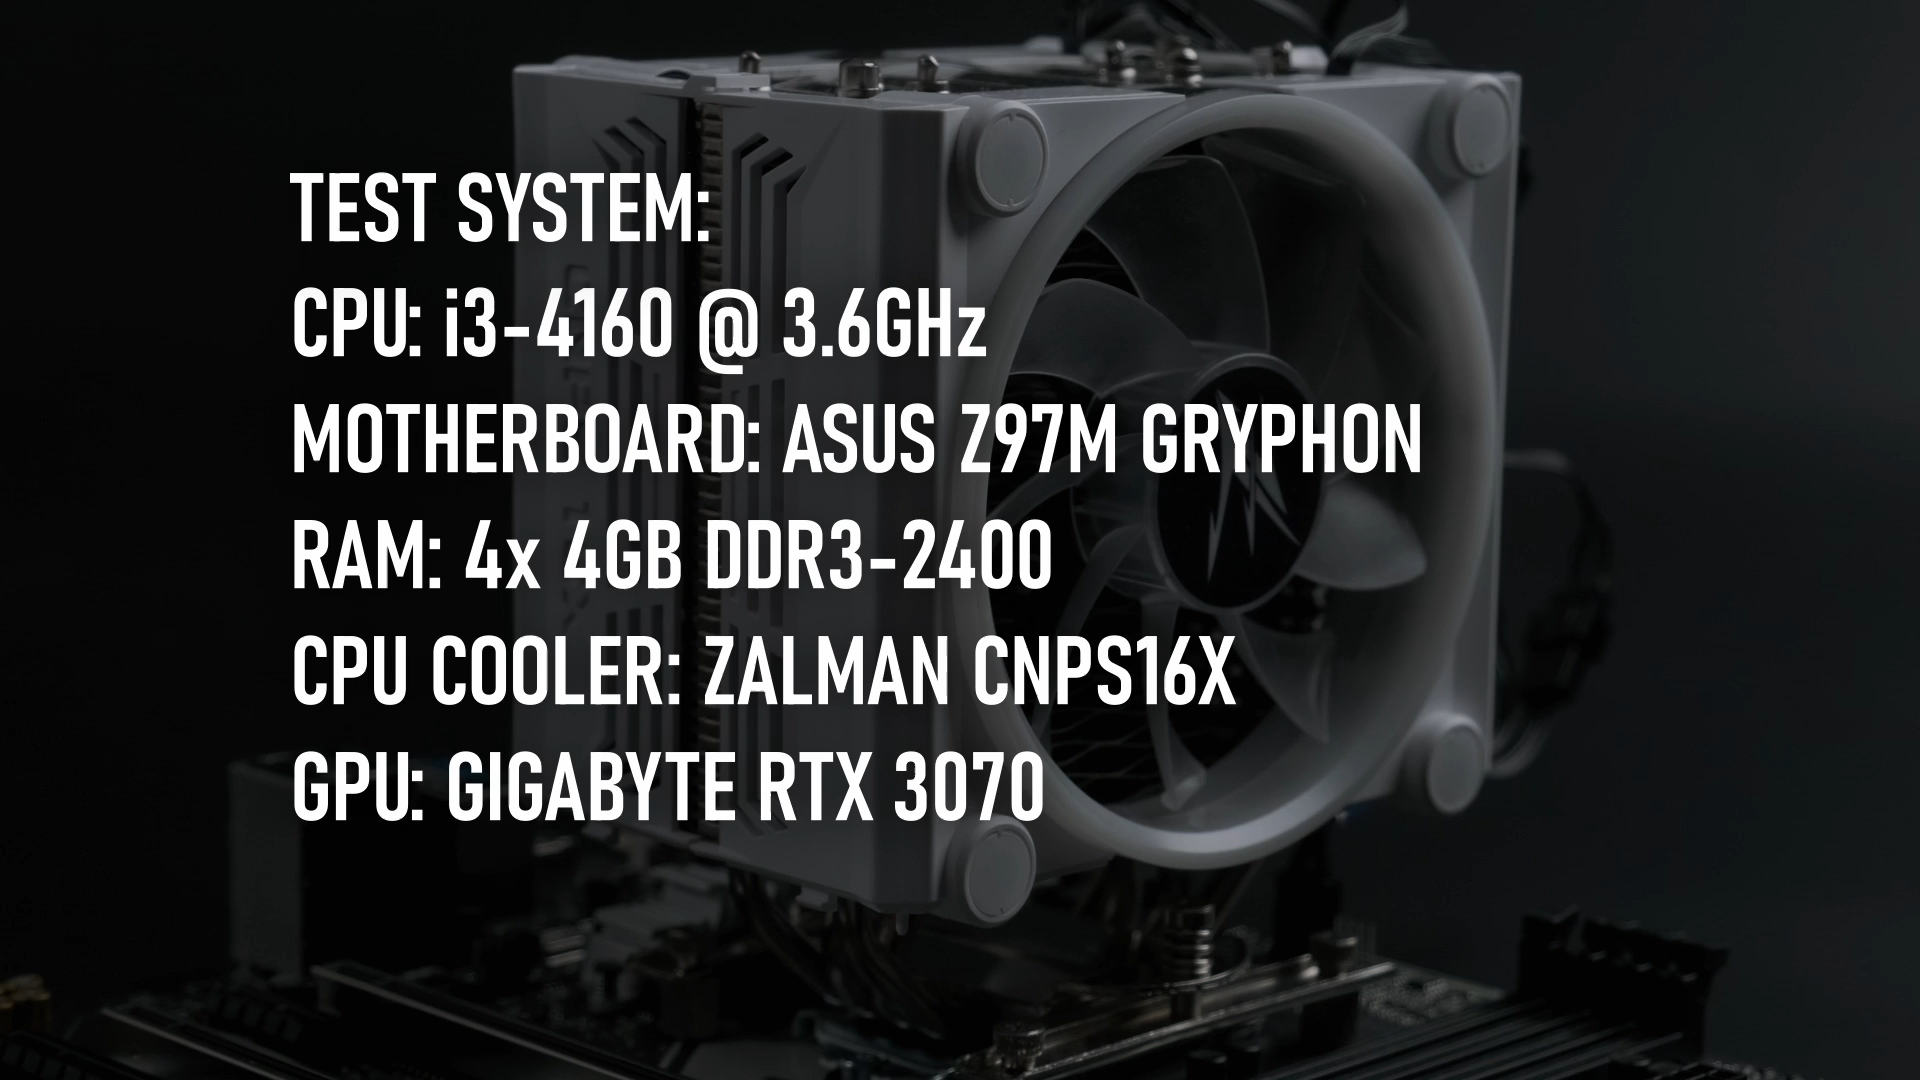 TEST SYSTEM:
CPU: i3-4160 @ 3.6GHz
MOTHERBOARD: ASUS Z97M GRYPHON
RAM: 4x 4GB DDR3-2400
CPU COOLER: ZALMAN CNPS16X
GPU: GIGABYTE RTX 3070